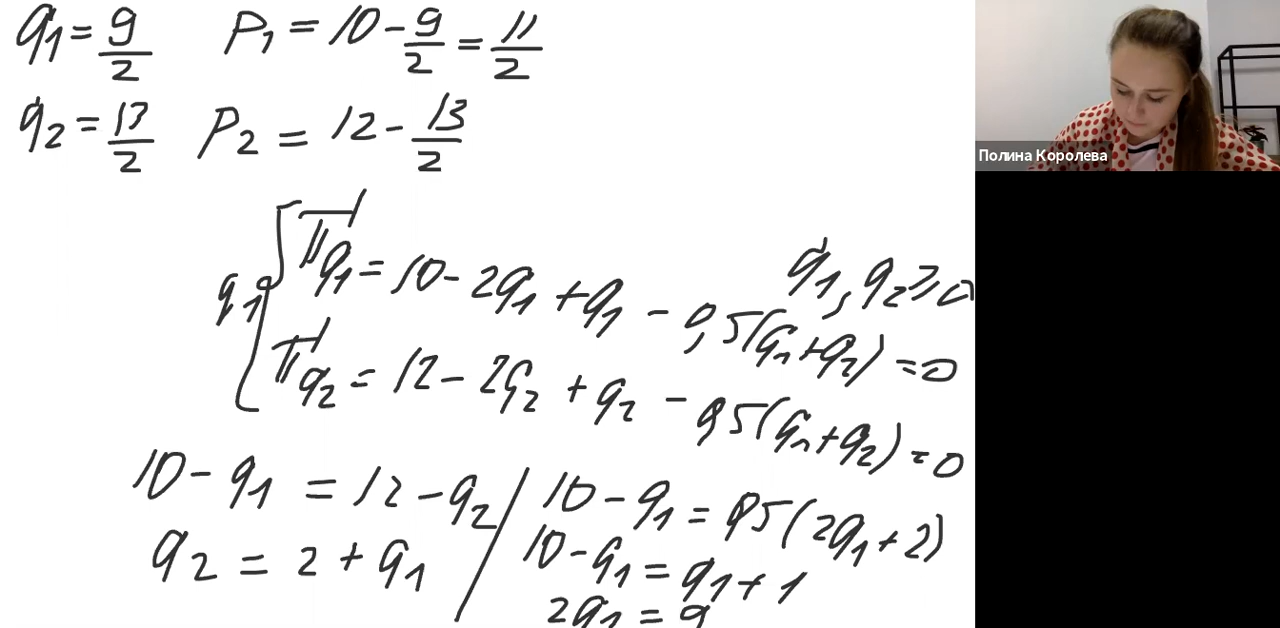 q1 = 9/2 P1 = 10 - 9/2 = 11/2
q2 = 13/2 P2 = 12 - 13/2
q1, q2 ≥ 0
π'q1 = 10 - 2q1 + q1 - 0,5(q1+q2) = 0
q1
π'q2 = 12 - 2q2 + q2 - 0,5(q1+q2) = 0
10 - q1 = 12 - q2 / 10 - q1 = 0,5(2q1+2)
q2 = 2 + q1 10 - q1 = q1 + 1
2q1 = 9
Полина Королева